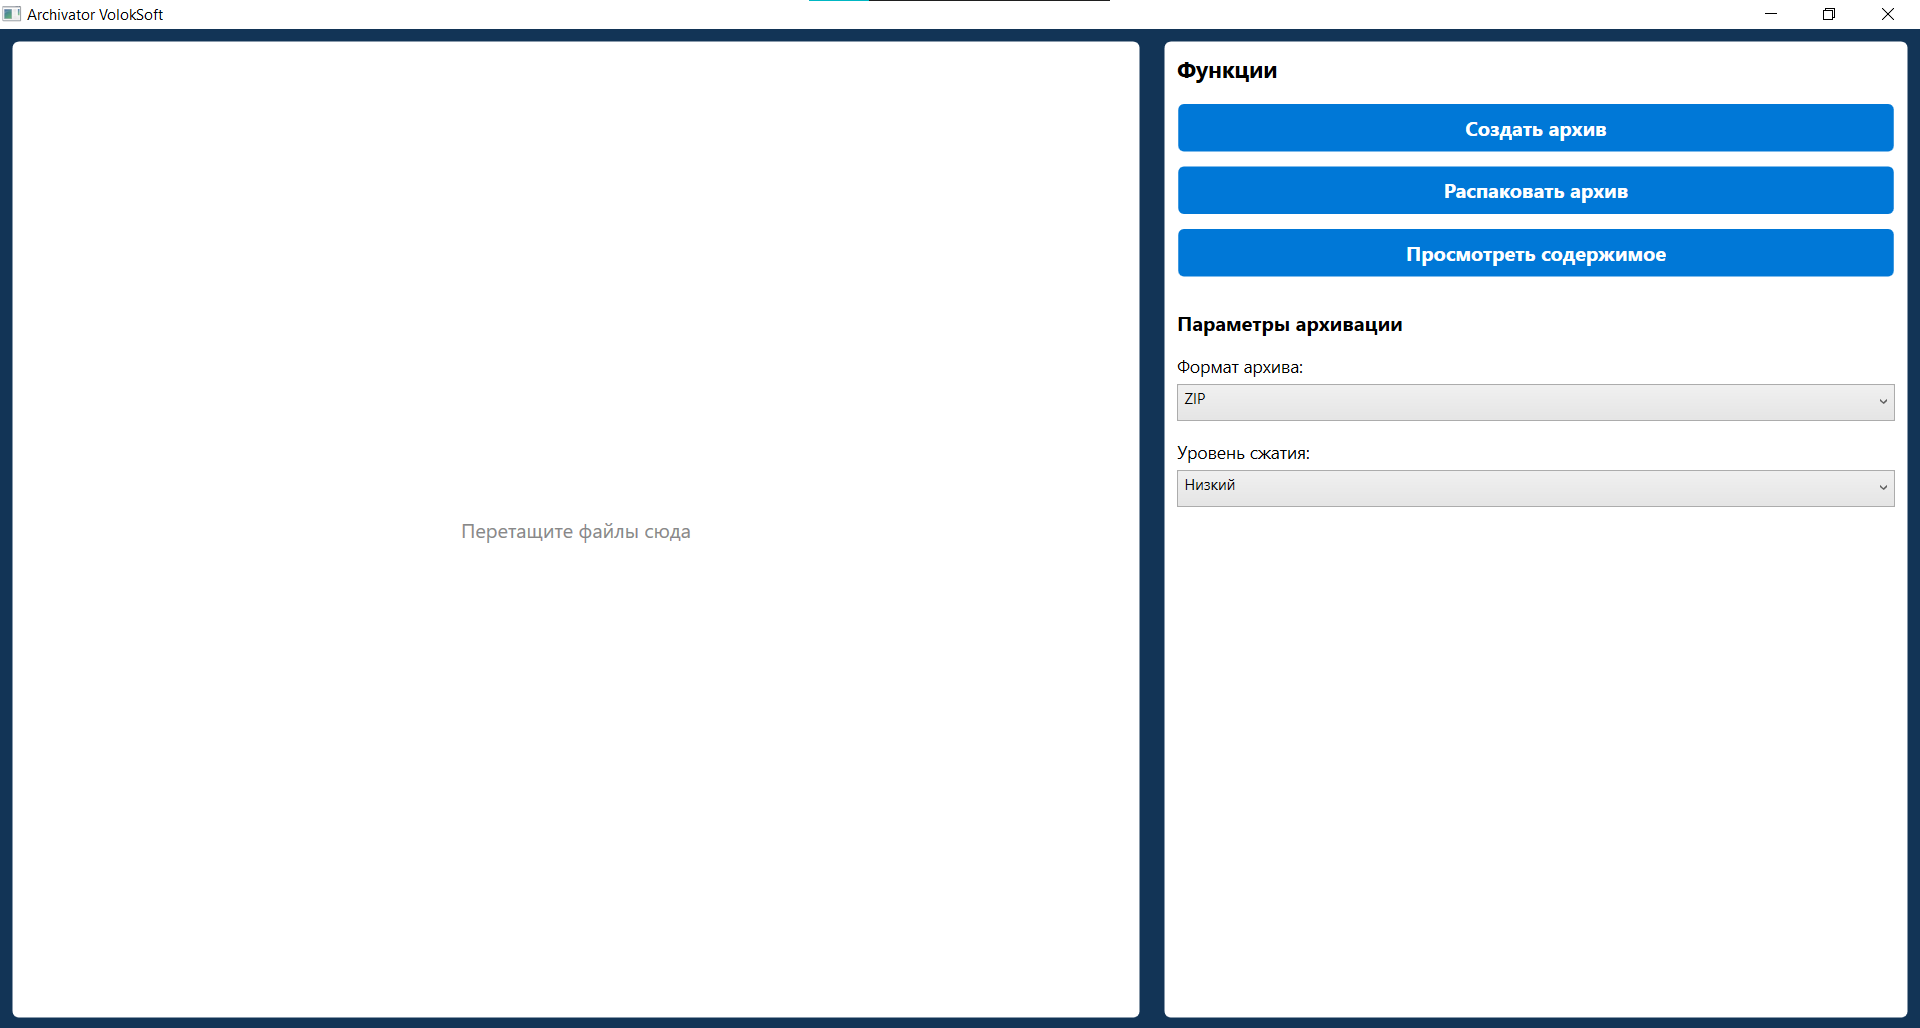 Archivator VolokSoft
Перетащите файлы сюда
Функции
Создать архив
Распаковать архив
Просмотреть содержимое
Параметры архивации
Формат архива:
ZIP
Уровень сжатия:
Низкий